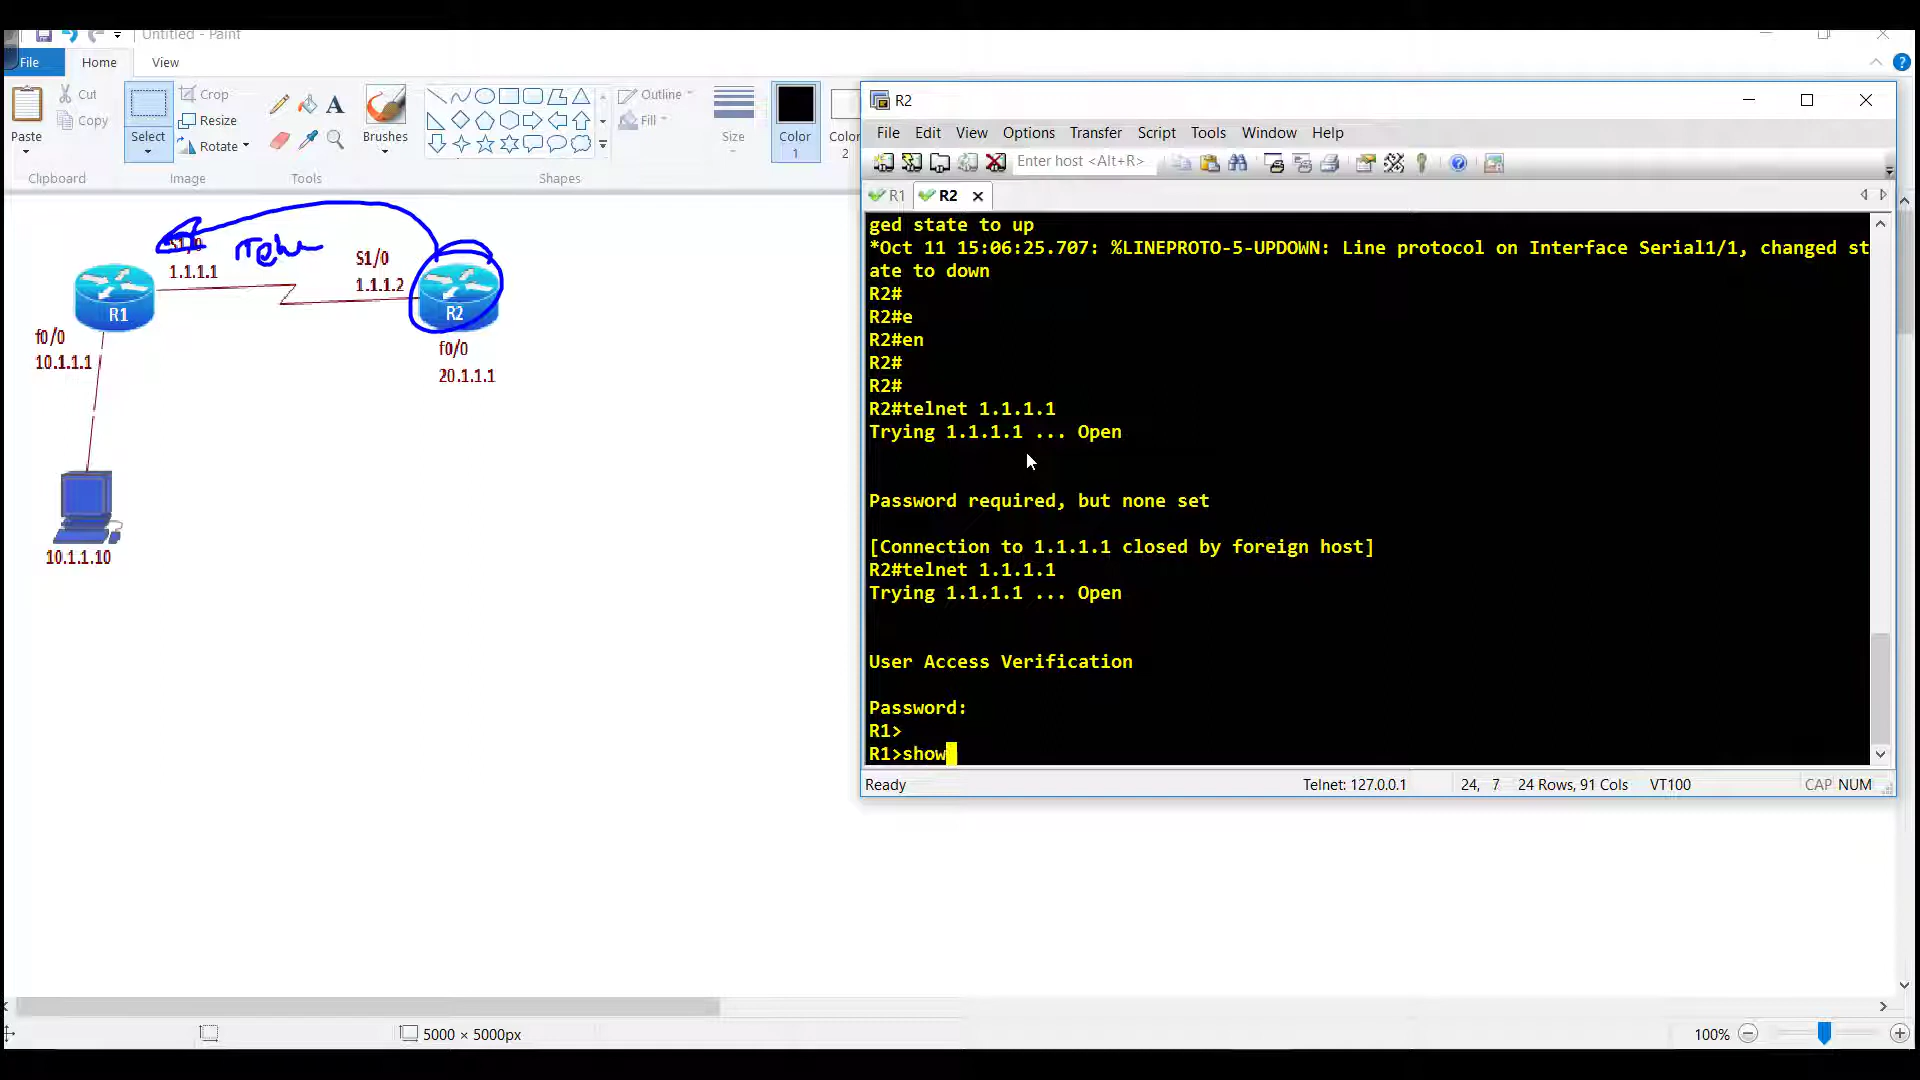 Untitled - Paint
File
Home
View
Paste
Cut
Copy
Clipboard
Select
Crop
Resize
Rotate
Image
Tools
Brushes
Shapes
Outline
Fill
Size
Color
1
Color
2
S1/0
1.1.1.1
R1
S1/0
1.1.1.2
R2
f0/0
10.1.1.1
f0/0
20.1.1.1
10.1.1.10
5000 × 5000px
100%
R2
File Edit View Options Transfer Script Tools Window Help
Enter host <Alt+R>
R1
R2
ged state to up
*Oct 11 15:06:25.707: %LINEPROTO-5-UPDOWN: Line protocol on Interface Serial1/1, changed st
ate to down
R2#
R2#e
R2#en
R2#
R2#
R2#telnet 1.1.1.1
Trying 1.1.1.1 ... Open
Password required, but none set
[Connection to 1.1.1.1 closed by foreign host]
R2#telnet 1.1.1.1
Trying 1.1.1.1 ... Open
User Access Verification
Password:
R1>
R1>show
Ready
Telnet: 127.0.0.1
24, 7
24 Rows, 91 Cols
VT100
CAP NUM